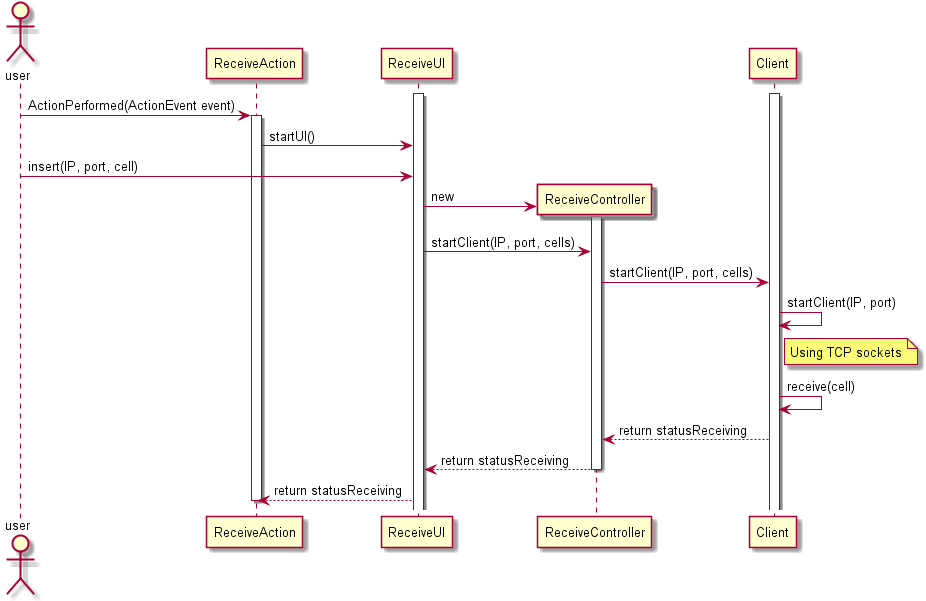 user
ReceiveAction
ReceiveUI
Client
ActionPerformed(ActionEvent event)
startUI()
insert(IP, port, cell)
new
ReceiveController
startClient(IP, port, cells)
startClient(IP, port, cells)
startClient(IP, port)
Using TCP sockets
receive(cell)
return statusReceiving
return statusReceiving
return statusReceiving
user
ReceiveAction
ReceiveUI
ReceiveController
Client